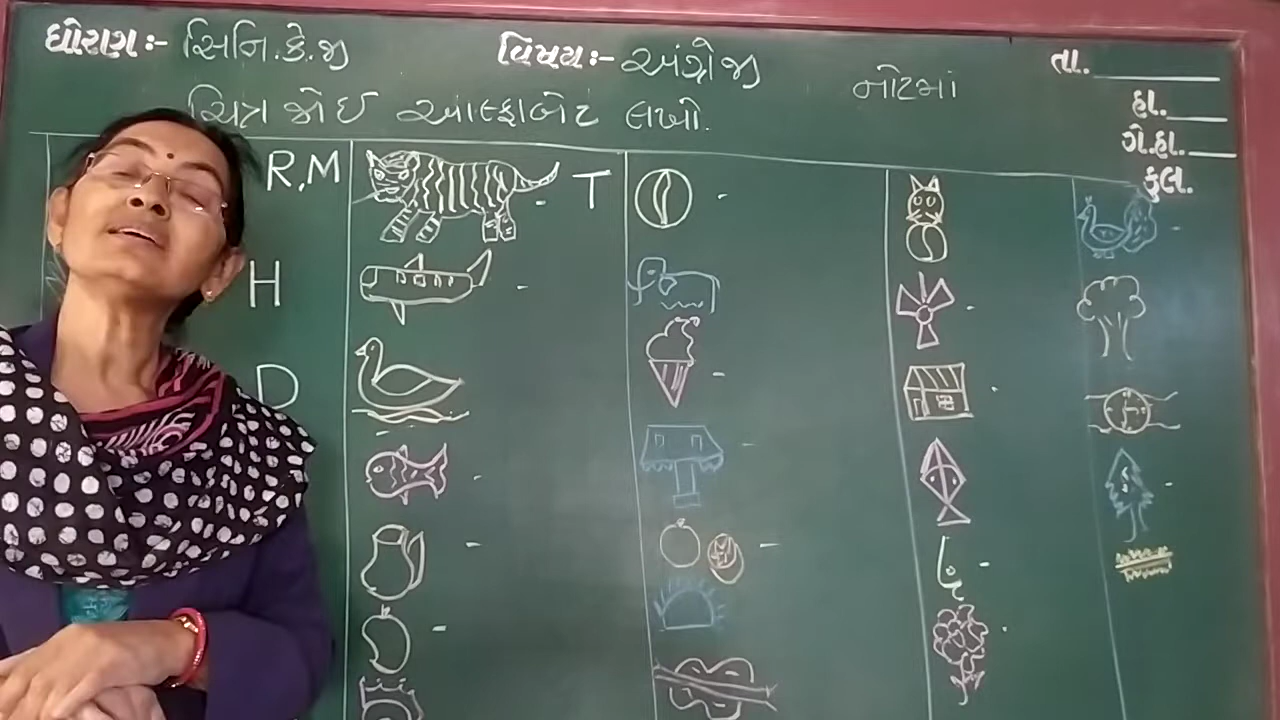 ધોરણ:- સિનિ.કે.જી વિષય:- અંગ્રેજી નોટમાં તા.
ચિત્ર જોઈ આલ્ફાબેટ લખો. હા.
ગે.હા.
કુલ.
R,M T
H
D